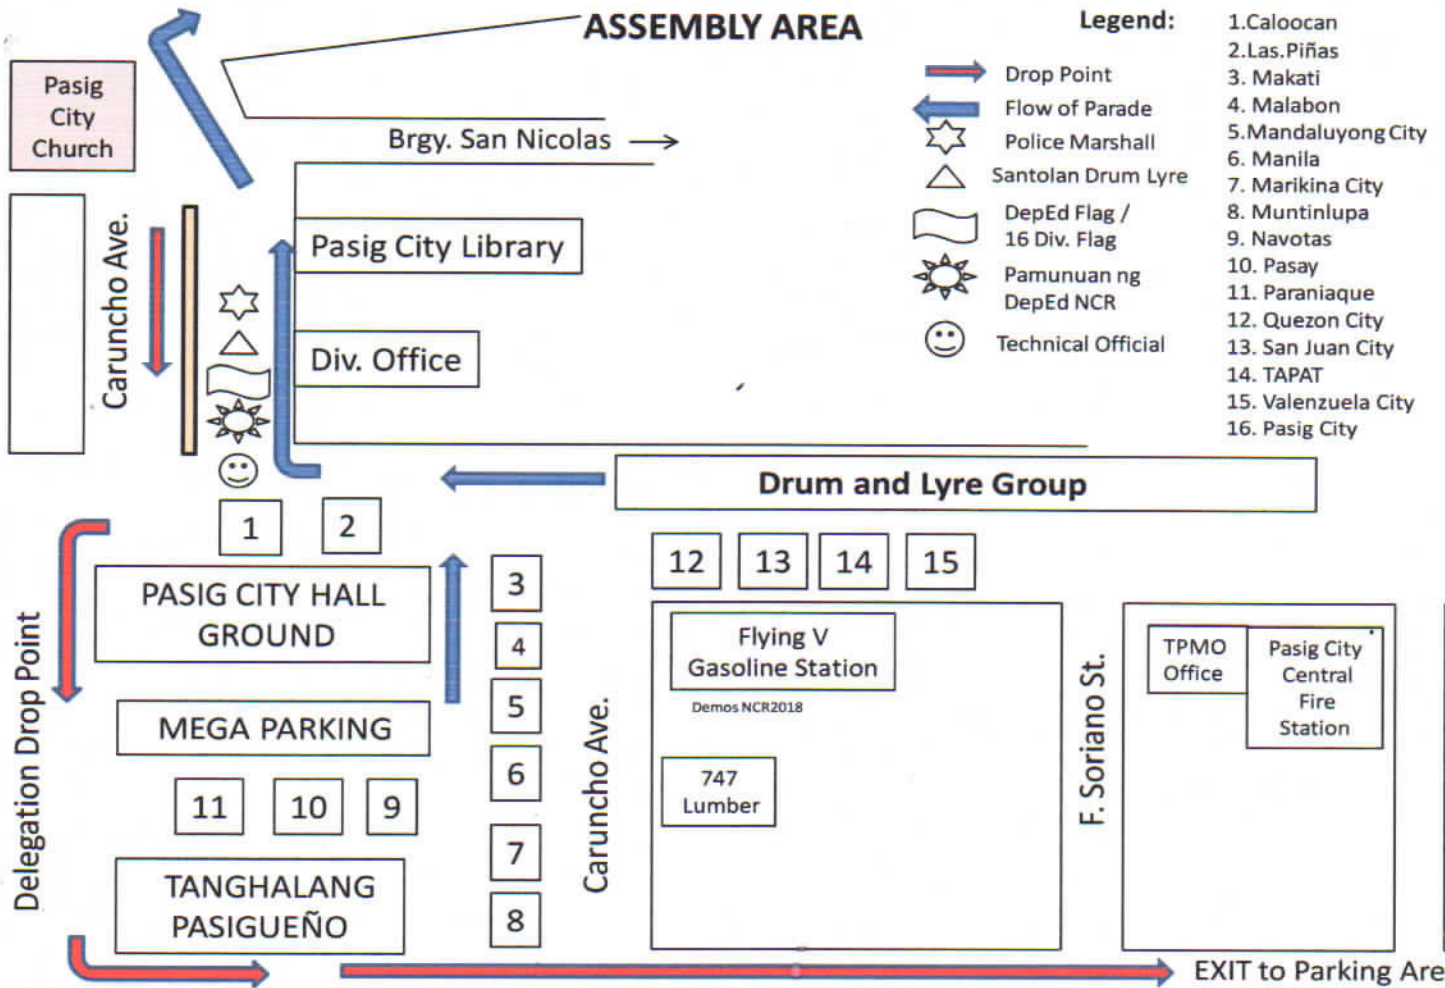 ASSEMBLY AREA
Legend:
Drop Point
Flow of Parade
Police Marshall
Santolan Drum Lyre
DepEd Flag /
16 Div. Flag
Pamunuan ng
DepEd NCR
Technical Official
1.Caloocan
2.Las.Piñas
3. Makati
4. Malabon
5.Mandaluyong City
6. Manila
7. Marikina City
8. Muntinlupa
9. Navotas
10. Pasay
11. Paraniaque
12. Quezon City
13. San Juan City
14. TAPAT
15. Valenzuela City
16. Pasig City
Pasig
City
Church
Brgy. San Nicolas
Caruncho Ave.
Pasig City Library
Div. Office
Drum and Lyre Group
1
2
12
13
14
15
PASIG CITY HALL
GROUND
3
4
5
6
7
8
Flying V
Gasoline Station
Demos NCR2018
747
Lumber
TPMO
Office
Pasig City
Central
Fire
Station
Delegation Drop Point
MEGA PARKING
11
10
9
TANGHALANG
PASIGUEÑO
Caruncho Ave.
F. Soriano St.
EXIT to Parking Are